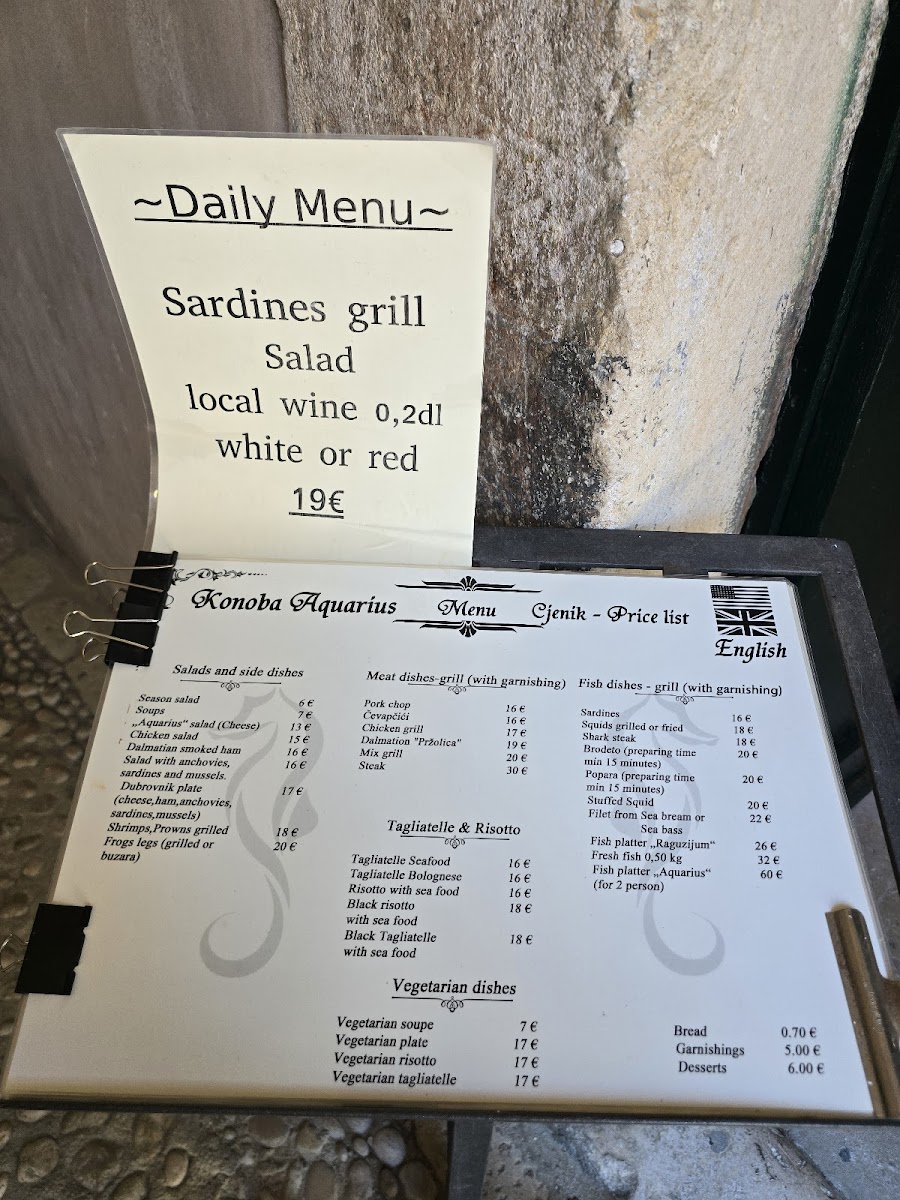 ~Daily Menu~
Sardines grill
Salad
local wine 0,2dl
white or red
19€
Konoba Aquarius Menu Cjenik - Price list
English
Salads and side dishes
Season salad 6 €
Soups 7 €
„Aquarius“ salad (Cheese) 13 €
Chicken salad 15 €
Dalmatian smoked ham 16 €
Salad with anchovies, 16 €
sardines and mussels.
Dubrovnik plate 17 €
(cheese,ham,anchovies,
sardines,mussels)
Shrimps,Prowns grilled 18 €
Frogs legs (grilled or 20 €
buzara)
Meat dishes-grill (with garnishing)
Pork chop 16 €
Čevapčići 16 €
Chicken grill 17 €
Dalmation "Pržolica" 19 €
Mix grill 20 €
Steak 30 €
Tagliatelle & Risotto
Tagliatelle Seafood 16 €
Tagliatelle Bolognese 16 €
Risotto with sea food 16 €
Black risotto 18 €
with sea food
Black Tagliatelle 18 €
with sea food
Fish dishes - grill (with garnishing)
Sardines 16 €
Squids grilled or fried 18 €
Shark steak 18 €
Brodeto (preparing time 20 €
min 15 minutes)
Popara (preparing time 20 €
min 15 minutes)
Stuffed Squid 20 €
Filet from Sea bream or 22 €
Sea bass
Fish platter „Raguzijum“ 26 €
Fresh fish 0,50 kg 32 €
Fish platter „Aquarius“ 60 €
(for 2 person)
Vegetarian dishes
Vegetarian soupe 7 €
Vegetarian plate 17 €
Vegetarian risotto 17 €
Vegetarian tagliatelle 17 €
Bread 0.70 €
Garnishings 5.00 €
Desserts 6.00 €